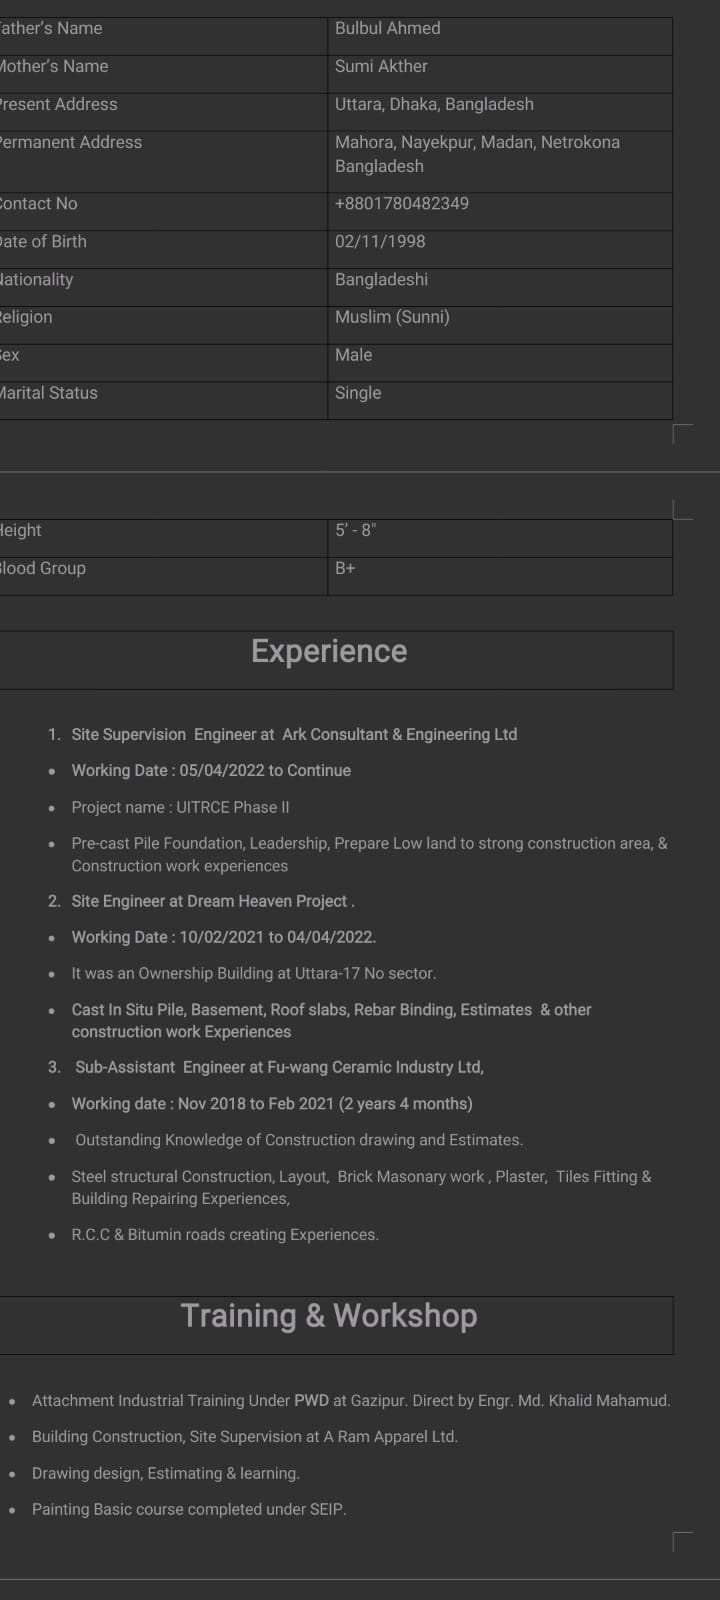 ather's Name Bulbul Ahmed
Mother's Name Sumi Akther
Present Address Uttara, Dhaka, Bangladesh
Permanent Address Mahora, Nayekpur, Madan, Netrokona
Bangladesh
Contact No +8801780482349
Date of Birth 02/11/1998
Nationality Bangladeshi
Religion Muslim (Sunni)
Sex Male
Marital Status Single
Height 5' - 8"
Blood Group B+
Experience
1. Site Supervision  Engineer at  Ark Consultant & Engineering Ltd
• Working Date : 05/04/2022 to Continue
• Project name : UITRCE Phase II
• Pre-cast Pile Foundation, Leadership, Prepare Low land to strong construction area, &
Construction work experiences
2. Site Engineer at Dream Heaven Project .
• Working Date : 10/02/2021 to 04/04/2022.
• It was an Ownership Building at Uttara-17 No sector.
• Cast In Situ Pile, Basement, Roof slabs, Rebar Binding, Estimates  & other
construction work Experiences
3. Sub-Assistant  Engineer at Fu-wang Ceramic Industry Ltd,
• Working date : Nov 2018 to Feb 2021 (2 years 4 months)
• Outstanding Knowledge of Construction drawing and Estimates.
• Steel structural Construction, Layout,  Brick Masonary work , Plaster,  Tiles Fitting &
Building Repairing Experiences,
• R.C.C & Bitumin roads creating Experiences.
Training & Workshop
• Attachment Industrial Training Under PWD at Gazipur. Direct by Engr. Md. Khalid Mahamud.
• Building Construction, Site Supervision at A Ram Apparel Ltd.
• Drawing design, Estimating & learning.
• Painting Basic course completed under SEIP.